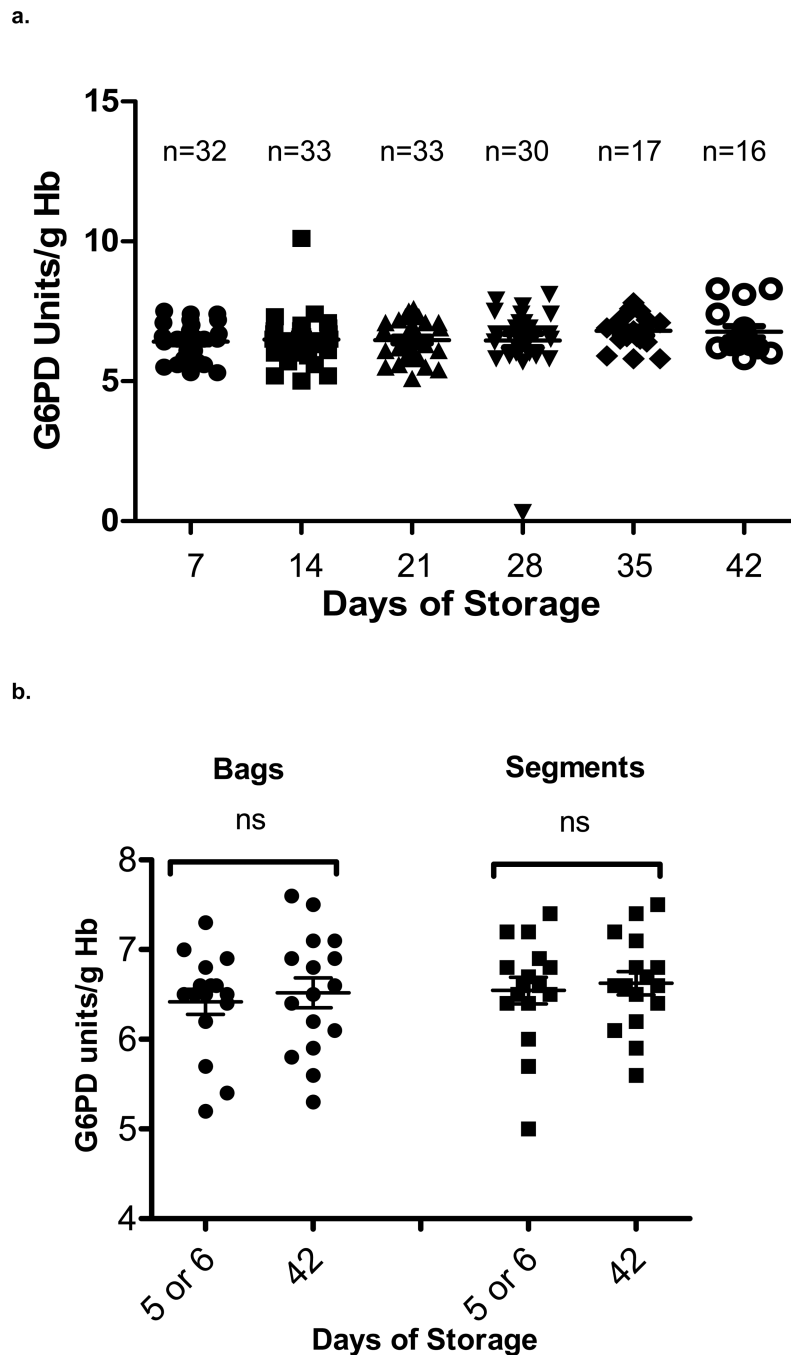 a.
15
n=32 n=33 n=33 n=30 n=17 n=16
10
5
0
G6PD Units/g Hb
7 14 21 28 35 42
Days of Storage
b.
Bags Segments
ns ns
8
7
6
5
4
G6PD units/g Hb
5 or 6 42 5 or 6 42
Days of Storage